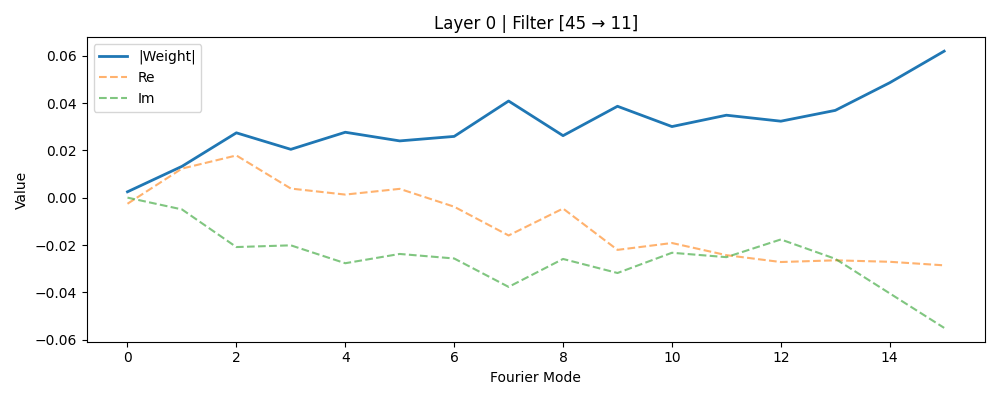 Layer 0 | Filter [45 → 11]
|Weight|
Re
Im
0.06
0.04
0.02
0.00
−0.02
−0.04
−0.06
Value
0 2 4 6 8 10 12 14
Fourier Mode